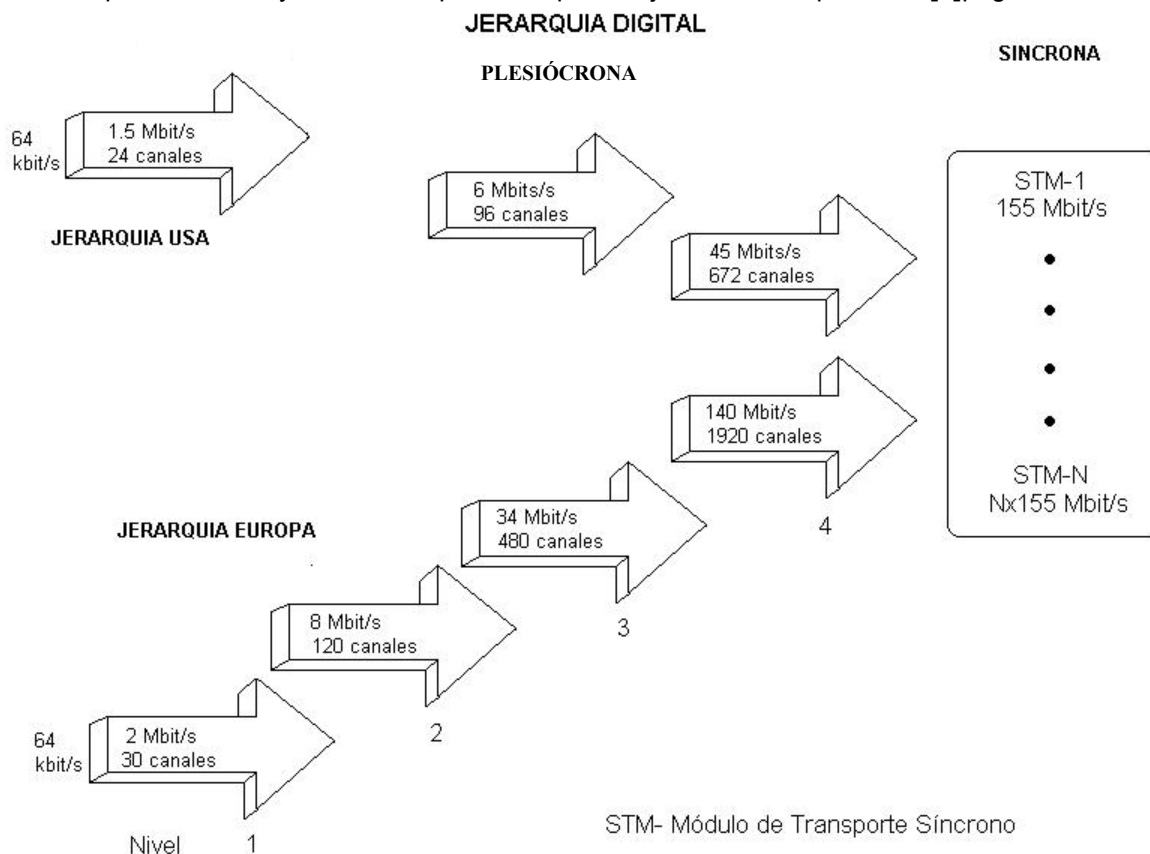 JERARQUIA DIGITAL
PLESIÓCRONA
SINCRONA
64
kbit/s
1.5 Mbit/s
24 canales
6 Mbits/s
96 canales
45 Mbits/s
672 canales
JERARQUIA USA
STM-1
155 Mbit/s
STM-N
Nx155 Mbit/s
140 Mbit/s
1920 canales
4
JERARQUIA EUROPA
34 Mbit/s
480 canales
3
8 Mbit/s
120 canales
2
64
kbit/s
2 Mbit/s
30 canales
Nivel 1
STM- Módulo de Transporte Síncrono